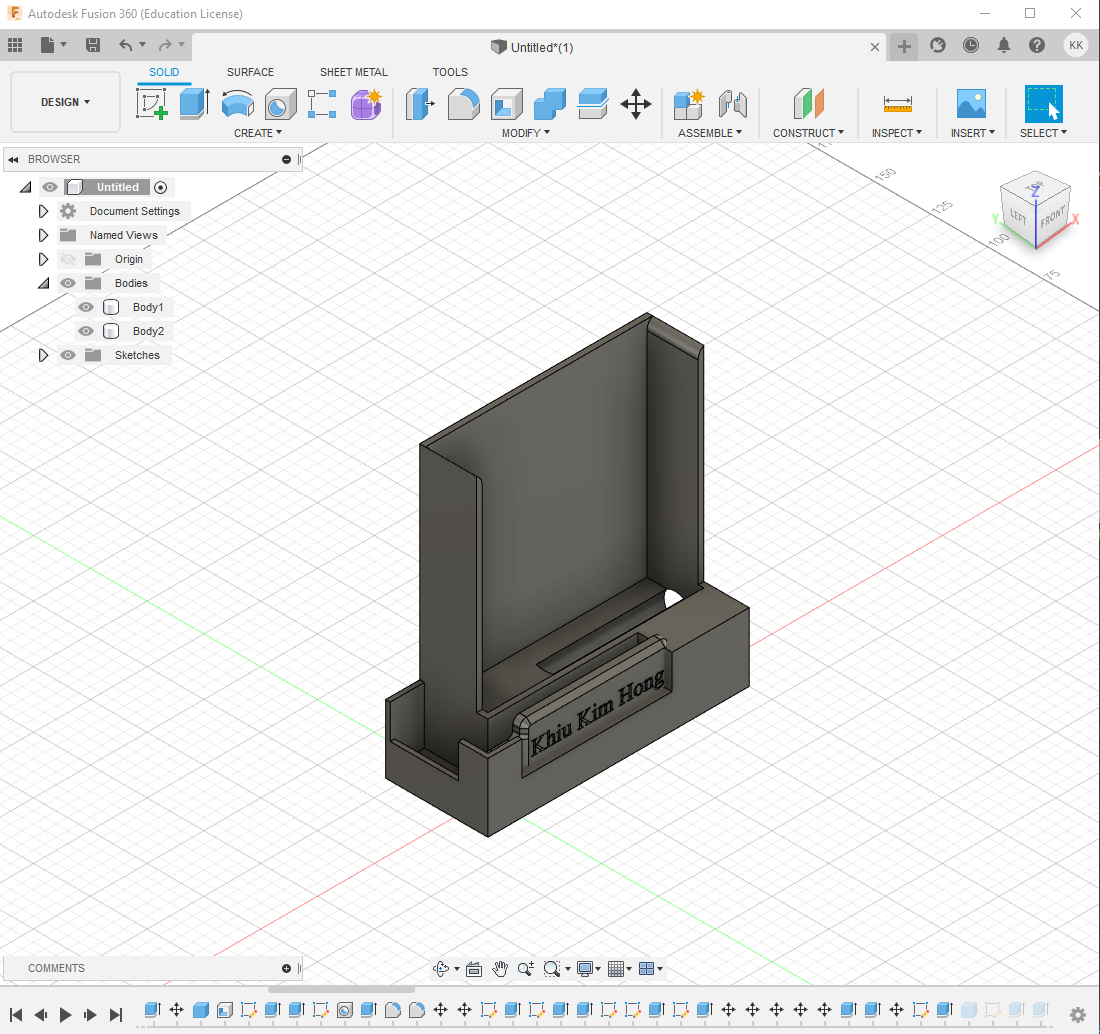 Autodesk Fusion 360 (Education License)
Untitled*(1)
KK
DESIGN
SOLID
SURFACE
SHEET METAL
TOOLS
CREATE
MODIFY
ASSEMBLE
CONSTRUCT
INSPECT
INSERT
SELECT
BROWSER
Untitled
Document Settings
Named Views
Origin
Bodies
Body1
Body2
Sketches
150
125
100
75
TOP
Z
LEFT
FRONT
Y
X
Khiu Kim Hong
COMMENTS